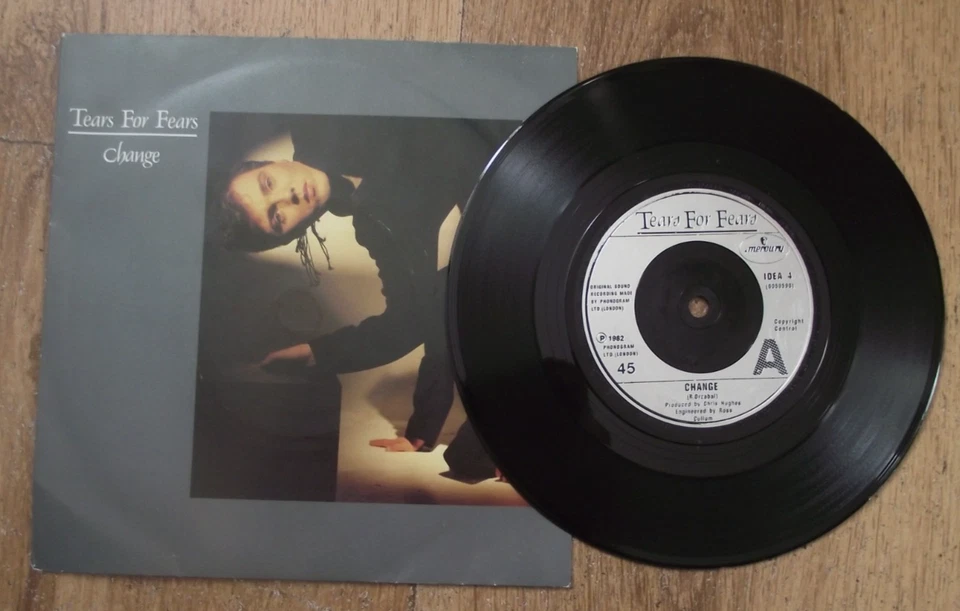 Tears For Fears
Change
Tears For Fears
mercury
IDEA 4
ORIGINAL SOUND
RECORDING MADE
BY PHONOGRAM
LTD (LONDON)
Copyright
Control
℗ 1982
PHONOGRAM
LTD (LONDON)
45
A
CHANGE
(R.Orzabal)
Produced by Chris Hughes
Engineered by Ross
Cullum